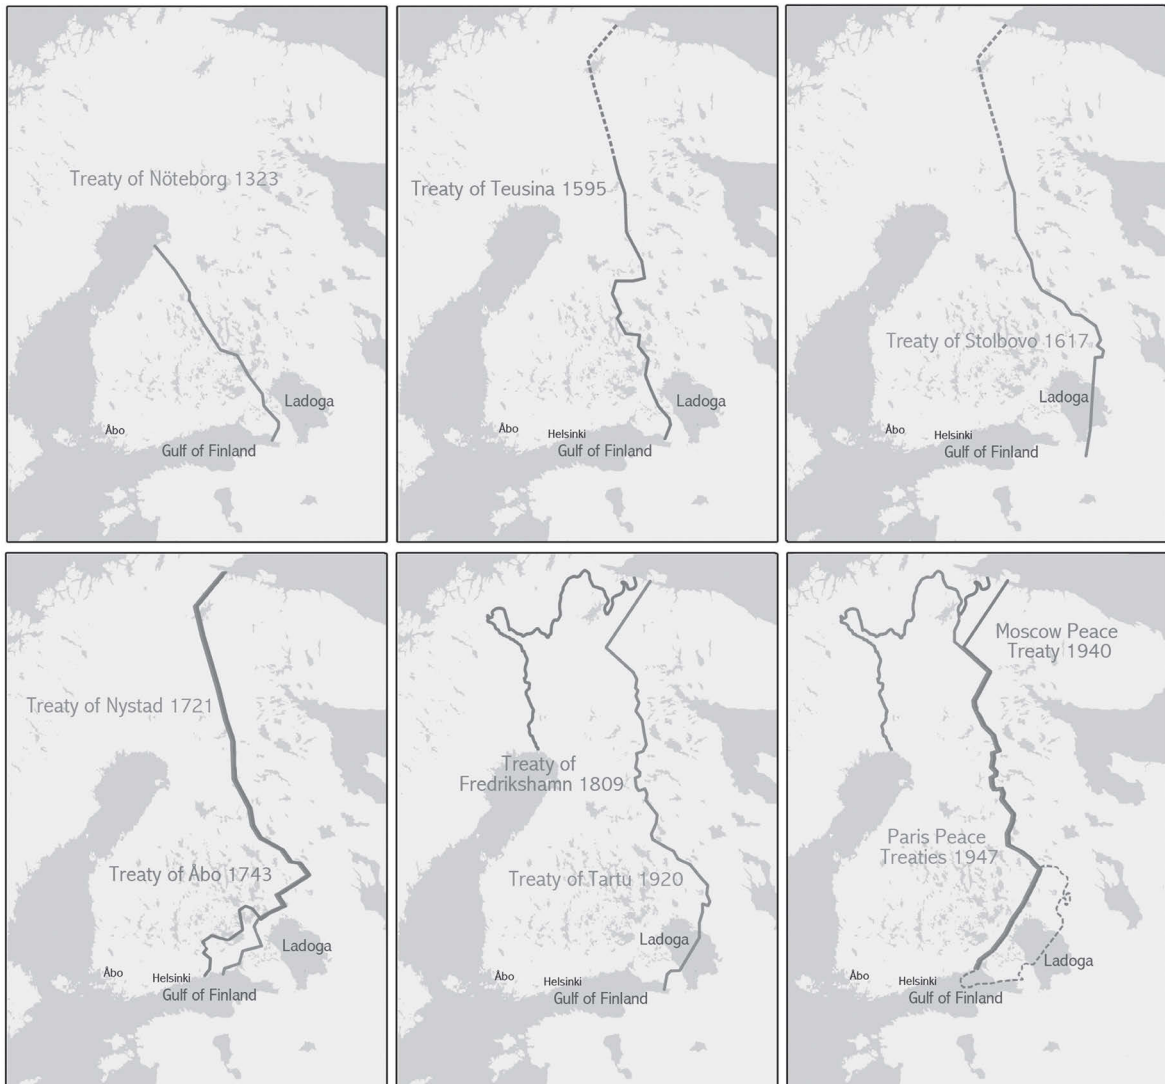 Treaty of Nöteborg 1323
Ladoga
Åbo
Gulf of Finland
Treaty of Teusina 1595
Ladoga
Åbo
Helsinki
Gulf of Finland
Treaty of Stolbovo 1617
Ladoga
Åbo
Helsinki
Gulf of Finland
Treaty of Nystad 1721
Treaty of Åbo 1743
Ladoga
Åbo
Helsinki
Gulf of Finland
Treaty of
Fredrikshamn 1809
Treaty of Tartu 1920
Ladoga
Åbo
Helsinki
Gulf of Finland
Moscow Peace
Treaty 1940
Paris Peace
Treaties 1947
Ladoga
Åbo
Helsinki
Gulf of Finland